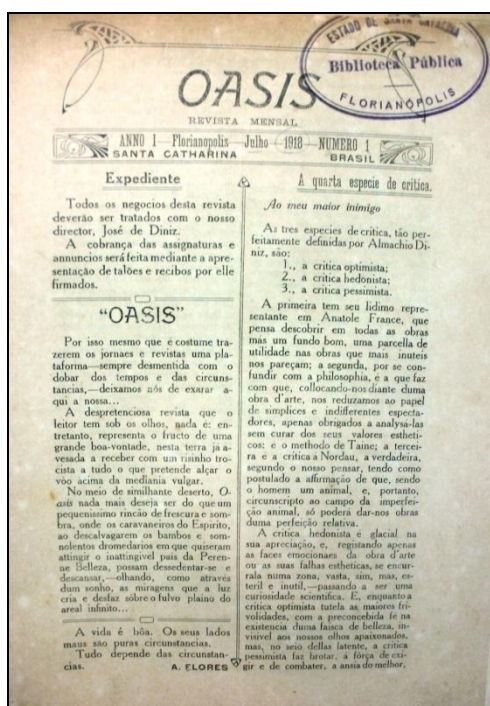 ESTADO DE SANTA CATARINA
Biblioteca Pública
FLORIANÓPOLIS
OASIS
REVISTA MENSAL
ANNO I—Florianopolis—Julho—1918—NUMERO 1
SANTA CATHARINA BRASIL
Expediente
Todos os negocios desta revista
deverão ser tratados com o nosso
director, José de Diniz.
A cobrança das assignaturas e
annuncios será feita mediante a apre-
sentação de talões e recibos por elle
firmados.
"OASIS"
Por isso mesmo que é costume tra-
zerem os jornaes e revistas uma pla-
taforma—sempre desmentida com o
dobar dos tempos e das circuns-
tancias,—deixamos nós de exarar a-
qui a nossa...
A despretenciosa revista que o
leitor tem sob os olhos, nada é: en-
tretanto, representa o fructo de uma
grande boa-vontade, nesta terra já a-
vesada a receber com um risinho tro-
cista a tudo o que pretende alçar o
vôo acima da mediania vulgar.
No meio de similhante deserto, O-
asis nada mais deseja ser do que um
pequenissimo rincão de frescura e som-
bra, onde os caravaneiros do Espirito,
ao descalvagarem os bambos e som-
nolentos dromedarios em que quizeram
attingir o inattingivel paiz da Peren-
ne Belleza, possam dessedentar-se e
descansar,—olhando, como através
dum sonho, as miragens que a luz
cria e desfaz sobre o fulvo plaino do
areal infinito...
A vida é bôa. Os seus lados
maus são puras circunstancias.
Tudo depende das circunstan-
cias. A. FLORES
A quarta especie de critica.
Ao meu maior inimigo
As tres especies de critica, tão per-
feitamente definidas por Almachio Di-
niz, são:
1., a critica optimista;
2., a critica hedonista;
3., a critica pessimista.
A primeira tem seu lidimo repre-
sentante em Anatole France, que
pensa descobrir em todas as obras
más um fundo bom, uma parcella de
utilidade nas obras que mais inuteis
nos pareçam; a segunda, por se con-
fundir com a philosophia, é a que faz
com que, collocando-nos diante duma
obra d'arte, nos reduzamos ao papel
de simplices e indifferentes especta-
dores, apenas obrigados a analysá-las
sem curar dos seus valores estheti-
cos: e o methodo de Taine; a tercei-
ra é a critica à Nordau, a verdadeira,
segundo o nosso pensar, tendo como
postulado a affirmação de que, sendo
o homem um animal, e, portanto,
circumscripto ao campo da imperfei-
ção animal, só poderá dar-nos obras
duma perfeição relativa.
A critica hedonista é glacial na
sua apreciação, e, registando apenas
as faces emocionaes da obra d'arte
ou as suas falhas estheticas, se encur-
rala numa zona, vasta, sim, mas, es-
teril e inutil,—passando a ser uma
curiosidade scientifica. E, enquanto a
critica optimista tutela as maiores fri-
volidades, com a preconcebida fé na
existencia duma faisca de belleza, in-
visivel aos nossos olhos apaixonados,
mas, no seio dellas latente, a critica
pessimista faz brotar, a fôrça de exi-
gir e de combater, a ansia do melhor,